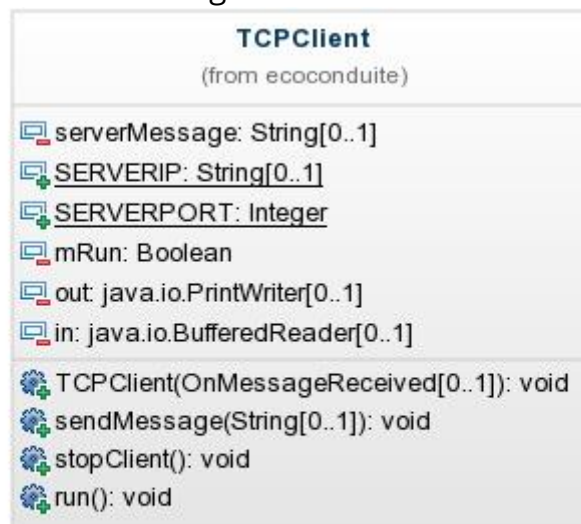 TCPClient
(from ecoconduite)
serverMessage: String[0..1]
SERVERIP: String[0..1]
SERVERPORT: Integer
mRun: Boolean
out: java.io.PrintWriter[0..1]
in: java.io.BufferedReader[0..1]
TCPClient(OnMessageReceived[0..1]): void
sendMessage(String[0..1]): void
stopClient(): void
run(): void